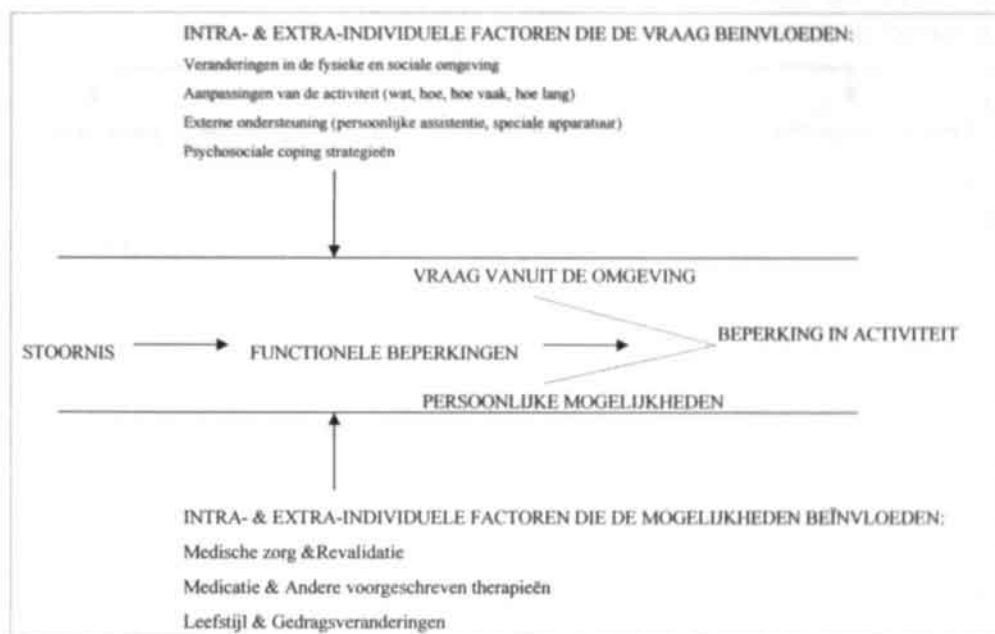 INTRA- & EXTRA-INDIVIDUELE FACTOREN DIE DE VRAAG BEINVLOEDEN:
Veranderingen in de fysieke en sociale omgeving
Aanpassingen van de activiteit (wat, hoe, hoe vaak, hoe lang)
Externe ondersteuning (persoonlijke assistentie, speciale apparatuur)
Psychosociale coping strategieën
VRAAG VANUIT DE OMGEVING
STOORNIS
FUNCTIONELE BEPERKINGEN
BEPERKING IN ACTIVITEIT
PERSOONLIJKE MOGELIJKHEDEN
INTRA- & EXTRA-INDIVIDUELE FACTOREN DIE DE MOGELIJKHEDEN BEÏNVLOEDEN:
Medische zorg &Revalidatie
Medicatie & Andere voorgeschreven therapieën
Leefstijl & Gedragsveranderingen